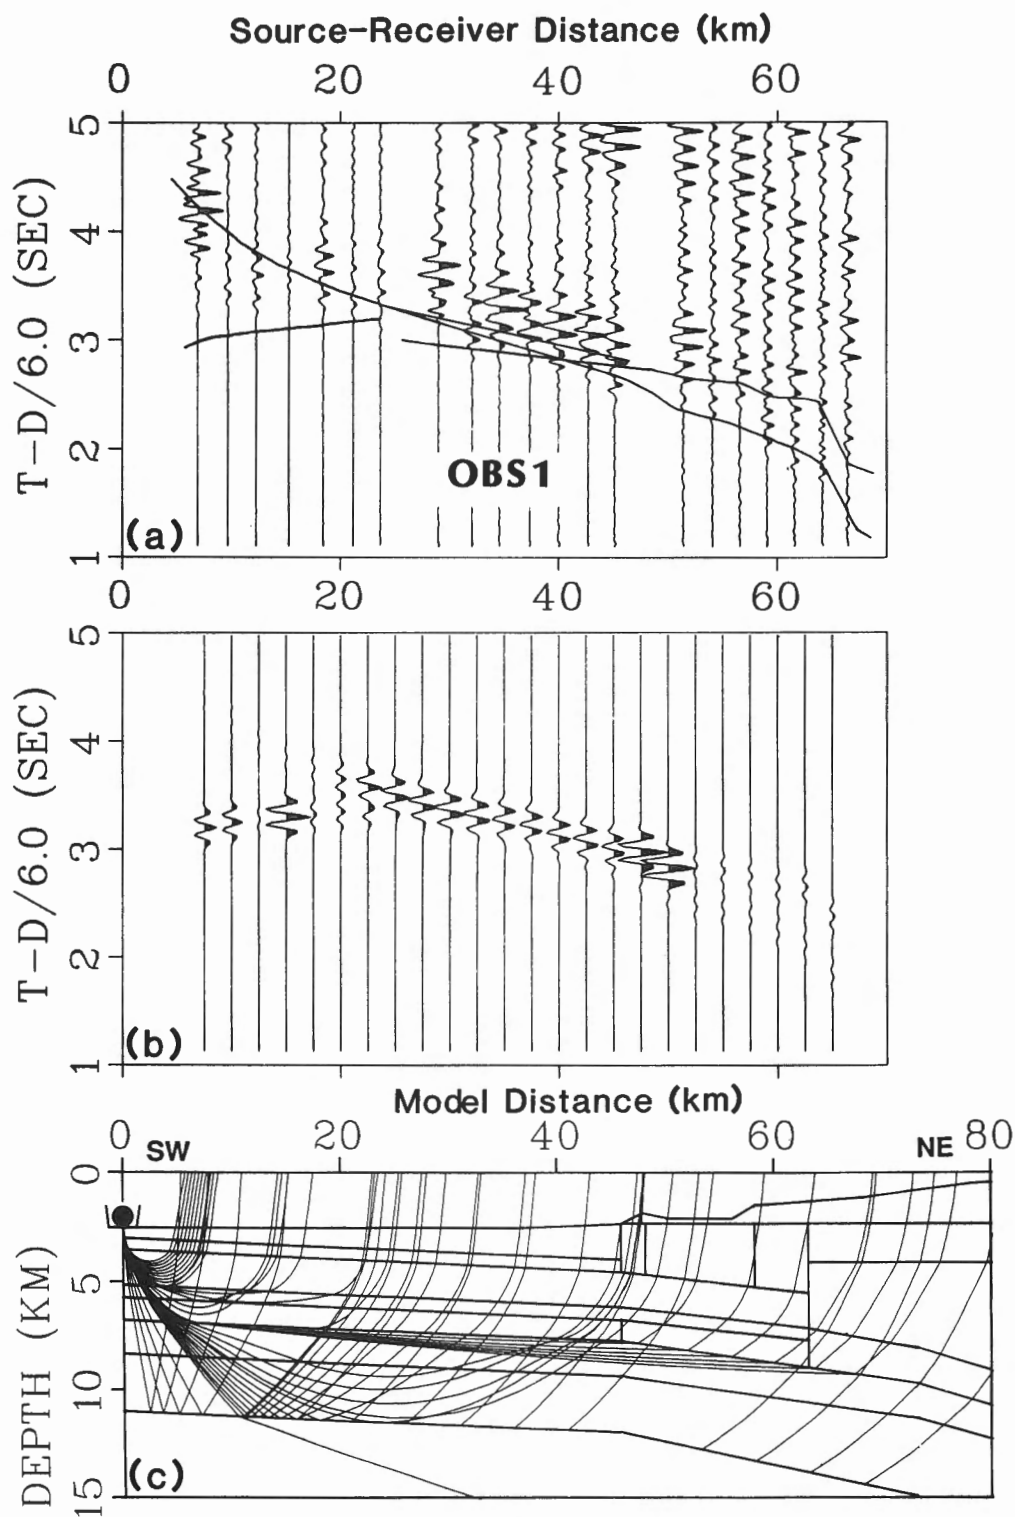 Source-Receiver Distance (km)
0 20 40 60
5
4
3
2
1
T-D/6.0 (SEC)
OBS1
(a)
0 20 40 60
5
4
3
2
1
T-D/6.0 (SEC)
(b)
Model Distance (km)
0 20 40 60 80
SW NE
0
5
10
15
DEPTH (KM)
(c)